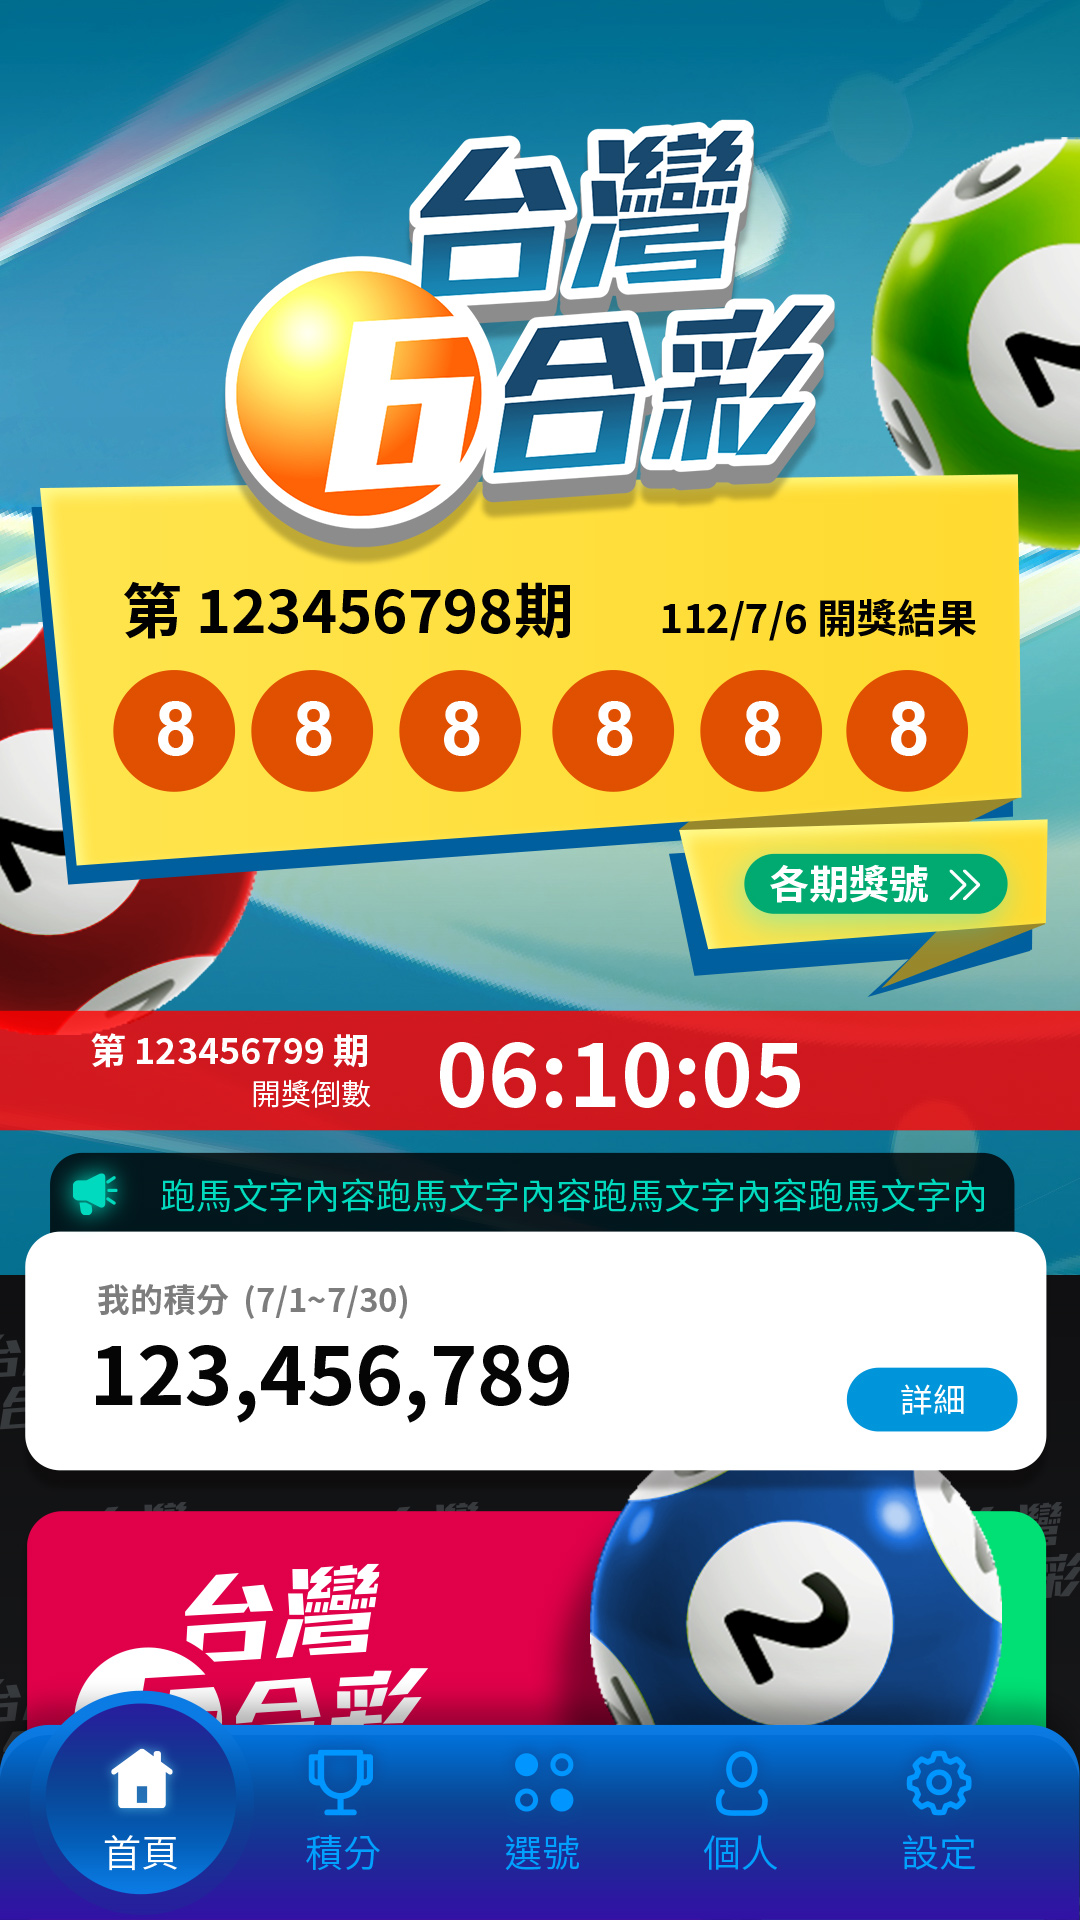 台灣
6合彩
2
2
第 123456798期
112/7/6 開獎結果
8 8 8 8 8 8
各期獎號
第 123456799 期
開獎倒數
06:10:05
跑馬文字內容跑馬文字內容跑馬文字內容跑馬文字內
我的積分 (7/1~7/30)
123,456,789
詳細
台灣
6合彩
2
首頁
積分
選號
個人
設定